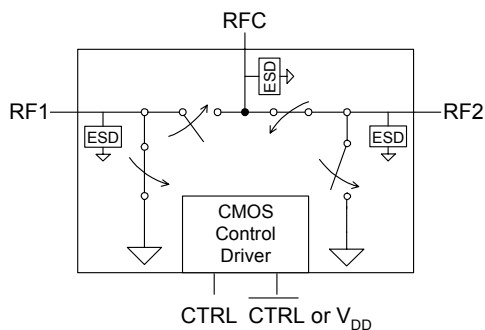 RFC
ESD
RF1
RF2
ESD
ESD
CMOS
Control
Driver
CTRL
CTRL or VDD